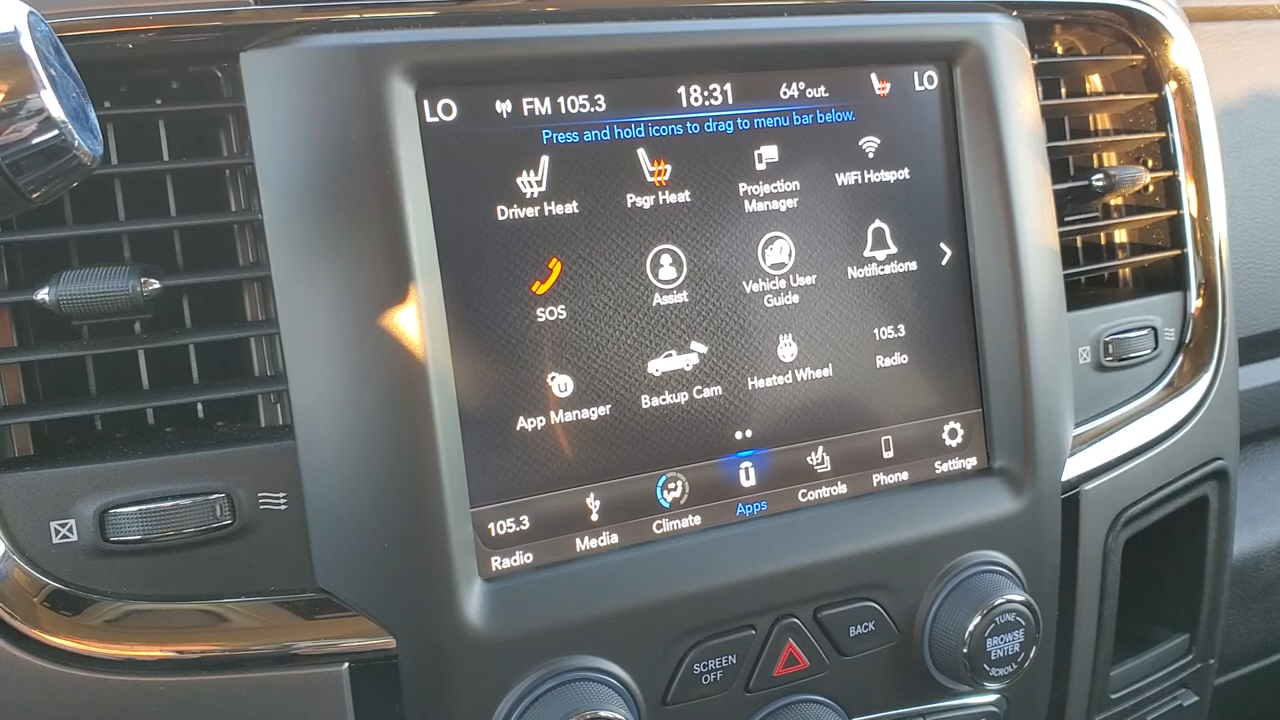 LO FM 105.3 18:31 64°out. LO
Press and hold icons to drag to menu bar below.
Driver Heat
Psgr Heat
Projection
Manager
WiFi Hotspot
SOS
Assist
Vehicle User
Guide
Notifications
App Manager
Backup Cam
Heated Wheel
105.3
Radio
105.3
Radio
Media
Climate
Apps
Controls
Phone
Settings
SCREEN
OFF
BACK
TUNE
BROWSE
ENTER
SCROLL